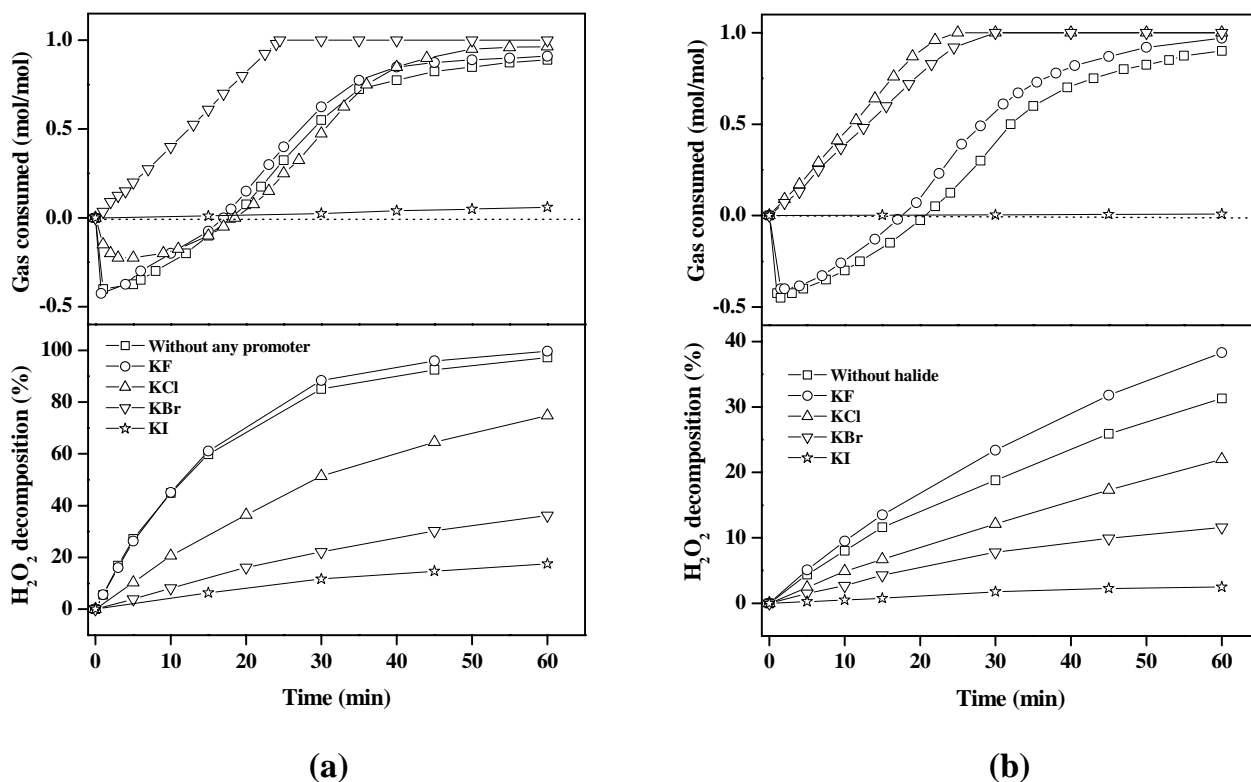 Gas consumed (mol/mol)
1.0
0.5
0.0
-0.5
H₂O₂ decomposition (%)
100
80
60
40
20
0
Without any promoter
KF
KCl
KBr
KI
0 10 20 30 40 50 60
Time (min)
(a)
Gas consumed (mol/mol)
1.0
0.5
0.0
-0.5
H₂O₂ decomposition (%)
40
30
20
10
0
Without halide
KF
KCl
KBr
KI
0 10 20 30 40 50 60
Time (min)
(b)